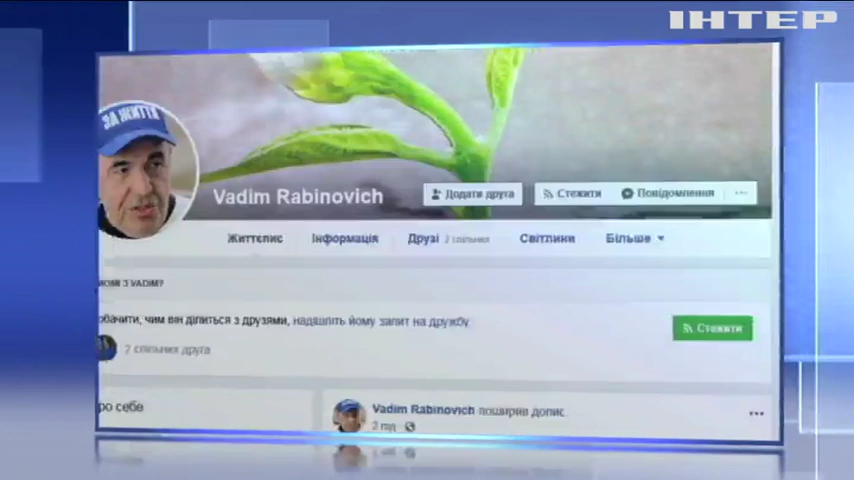 ІНТЕР
ЗА ЖИТТЯ
Vadim Rabinovich
Додати друга
Стежити
Повідомлення
Життєпис
Інформація
Друзі 2 спільних
Світлини
Більше
З VADIM?
обачити, чим він ділиться з друзями, надішліть йому запит на дружбу
Стежити
2 спільних друга
ро себе
Vadim Rabinovich поширив допис
2 год